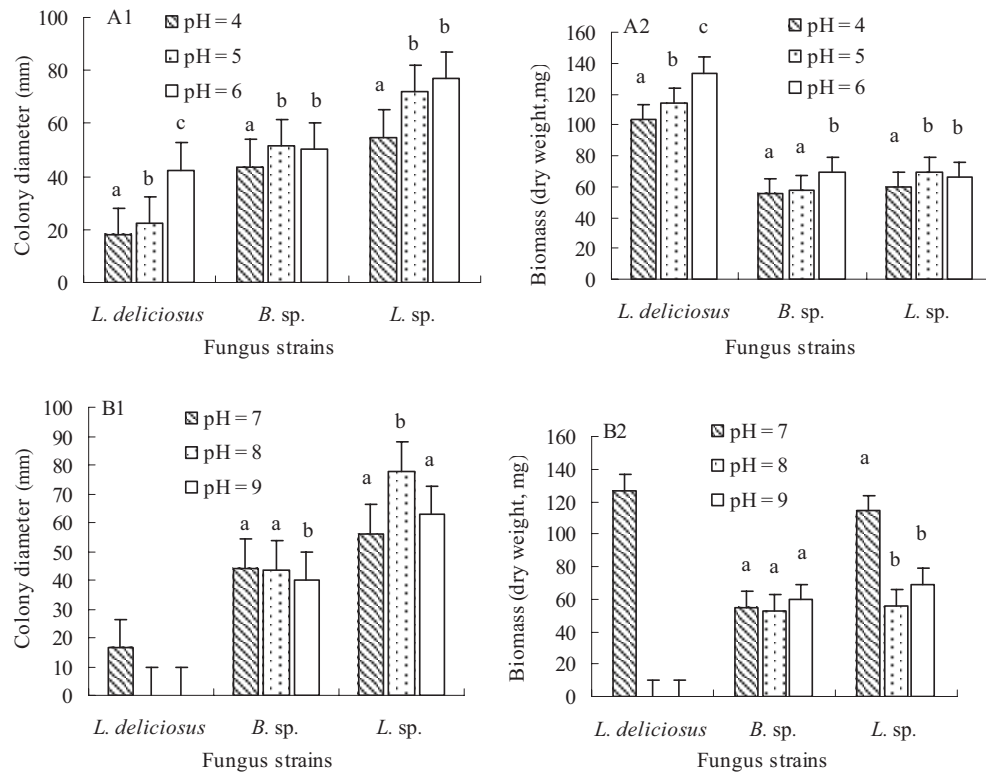 A1
pH = 4
pH = 5
pH = 6
Colony diameter (mm)
100
80
60
40
20
0
a
b
c
a
b
b
a
b
b
L. deliciosus
B. sp.
L. sp.
Fungus strains
A2
pH = 4
pH = 5
pH = 6
Biomass (dry weight,mg)
160
140
120
100
80
60
40
20
0
a
b
c
a
a
b
a
b
b
L. deliciosus
B. sp.
L. sp.
Fungus strains
B1
pH = 7
pH = 8
pH = 9
Colony diameter (mm)
100
90
80
70
60
50
40
30
20
10
0
a
a
b
a
b
a
L. deliciosus
B. sp.
L. sp.
Fungus strains
B2
pH = 7
pH = 8
pH = 9
Biomass (dry weight, mg)
160
140
120
100
80
60
40
20
0
a
a
a
a
b
b
L. deliciosus
B. sp.
L. sp.
Fungus strains